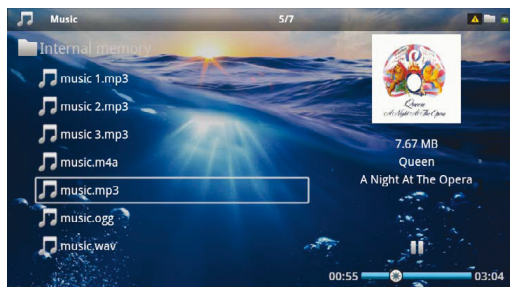 Music
5/7
Internal memory
music 1.mp3
music 2.mp3
music 3.mp3
music.m4a
music.mp3
music.ogg
music.wav
Queen
A Night At The Opera
7.67 MB
Queen
A Night At The Opera
00:55
03:04